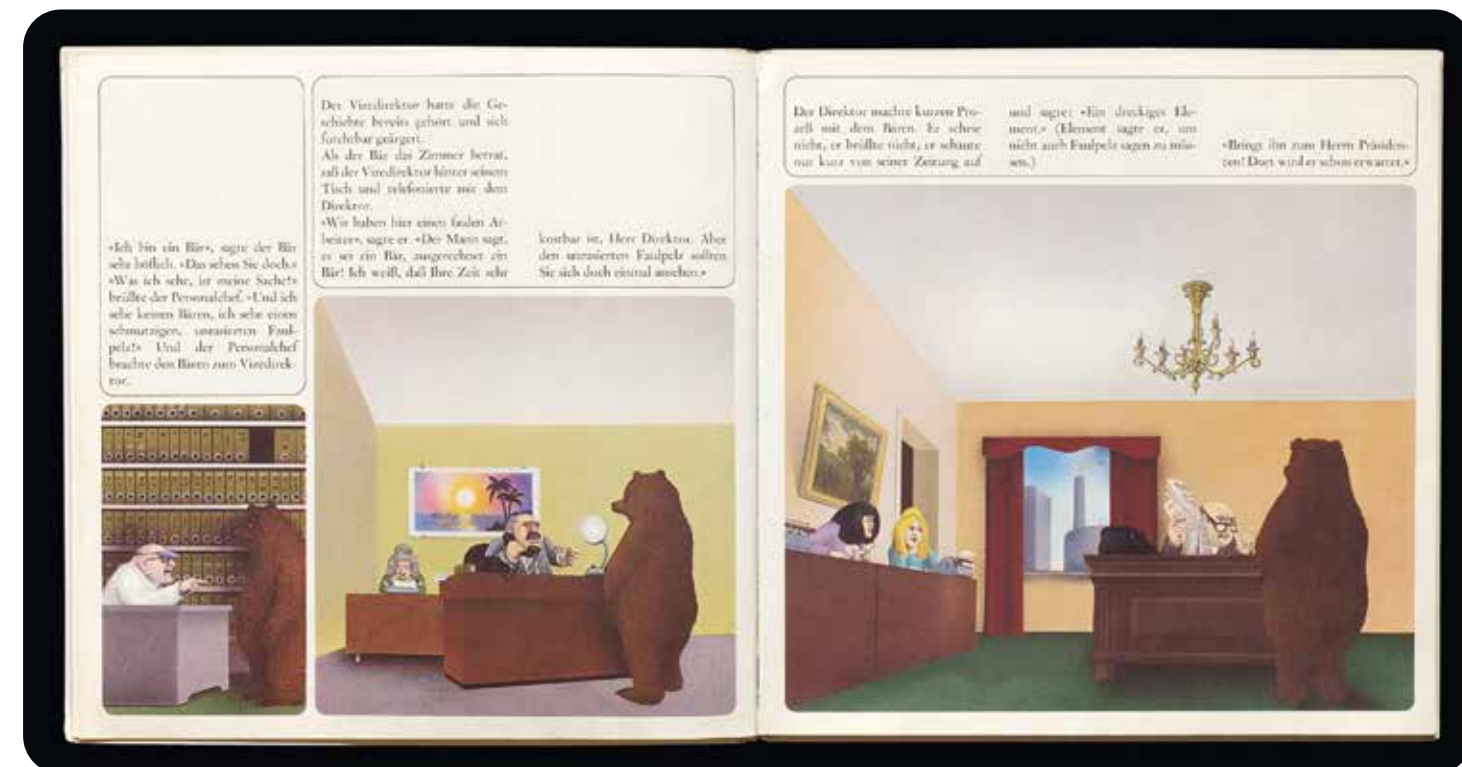 «Ich bin ein Bär», sagte der Bär
sehr höflich. «Das sehen Sie doch.»
«Was ich sehe, ist meine Sache!»
brüllte der Personalchef. «Und ich
sehe keinen Bären, ich sehe einen
schmutzigen, unrasierten Faul-
pelz!» Und der Personalchef
brachte den Bären zum Vizedirek-
tor.
Der Vizedirektor hatte die Ge-
schichte bereits gehört und sich
furchtbar geärgert.
Als der Bär das Zimmer betrat,
saß der Vizedirektor hinter seinem
Tisch und telefonierte mit dem
Direktor.
«Wir haben hier einen faulen Ar-
beiter», sagte er. «Der Mann sagt,
er sei ein Bär, ausgerechnet ein
Bär! Ich weiß, daß Ihre Zeit sehr
kostbar ist, Herr Direktor. Aber
den unrasierten Faulpelz sollten
Sie sich doch einmal ansehen.»
Der Direktor machte kurzen Pro-
zeß mit dem Bären. Er schrie
nicht, er brüllte nicht, er schaute
nur kurz von seiner Zeitung auf
und sagte: «Ein dreckiges Ele-
ment.» (Element sagte er, um
nicht auch Faulpelz sagen zu müs-
sen.)
«Bringt ihn zum Herrn Präsiden-
ten! Dort wird er schon erwartet.»